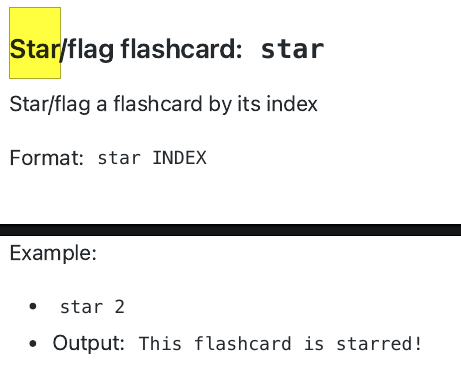 Star/flag flashcard: star
Star/flag a flashcard by its index
Format: star INDEX
Example:
• star 2
• Output: This flashcard is starred!